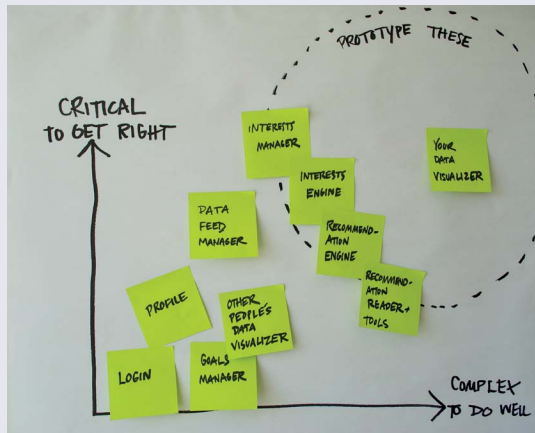 PROTOTYPE THESE
CRITICAL
TO GET RIGHT
INTERESTS
MANAGER
YOUR
DATA
VISUALIZER
INTERESTS
ENGINE
DATA
FEED
MANAGER
RECOMMEND-
ATION
ENGINE
RECOMMEND-
ATION
READER +
TOOLS
PROFILE
OTHER
PEOPLE'S
DATA
VISUALIZER
LOGIN
GOALS
MANAGER
COMPLEX
TO DO WELL